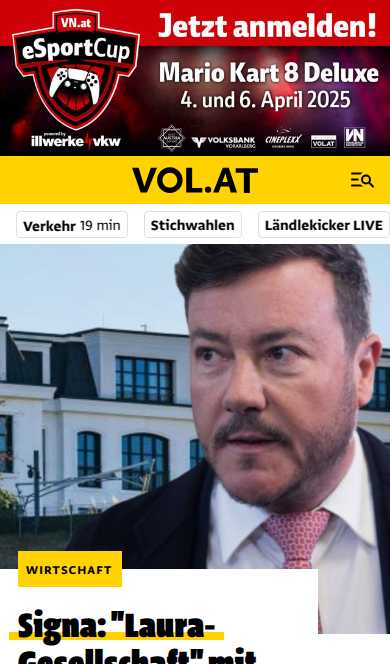 VN.at
eSportCup
powered by
illwerke vkw
Jetzt anmelden!
Mario Kart 8 Deluxe
4. und 6. April 2025
AUSTRIA
VOLKSBANK
VORARLBERG
CINEPLEXX
VOL.AT
VN
VOL.AT
Verkehr 19 min
Stichwahlen
Ländlekicker LIVE
WIRTSCHAFT
Signa: "Laura-
Gesellschaft" mit